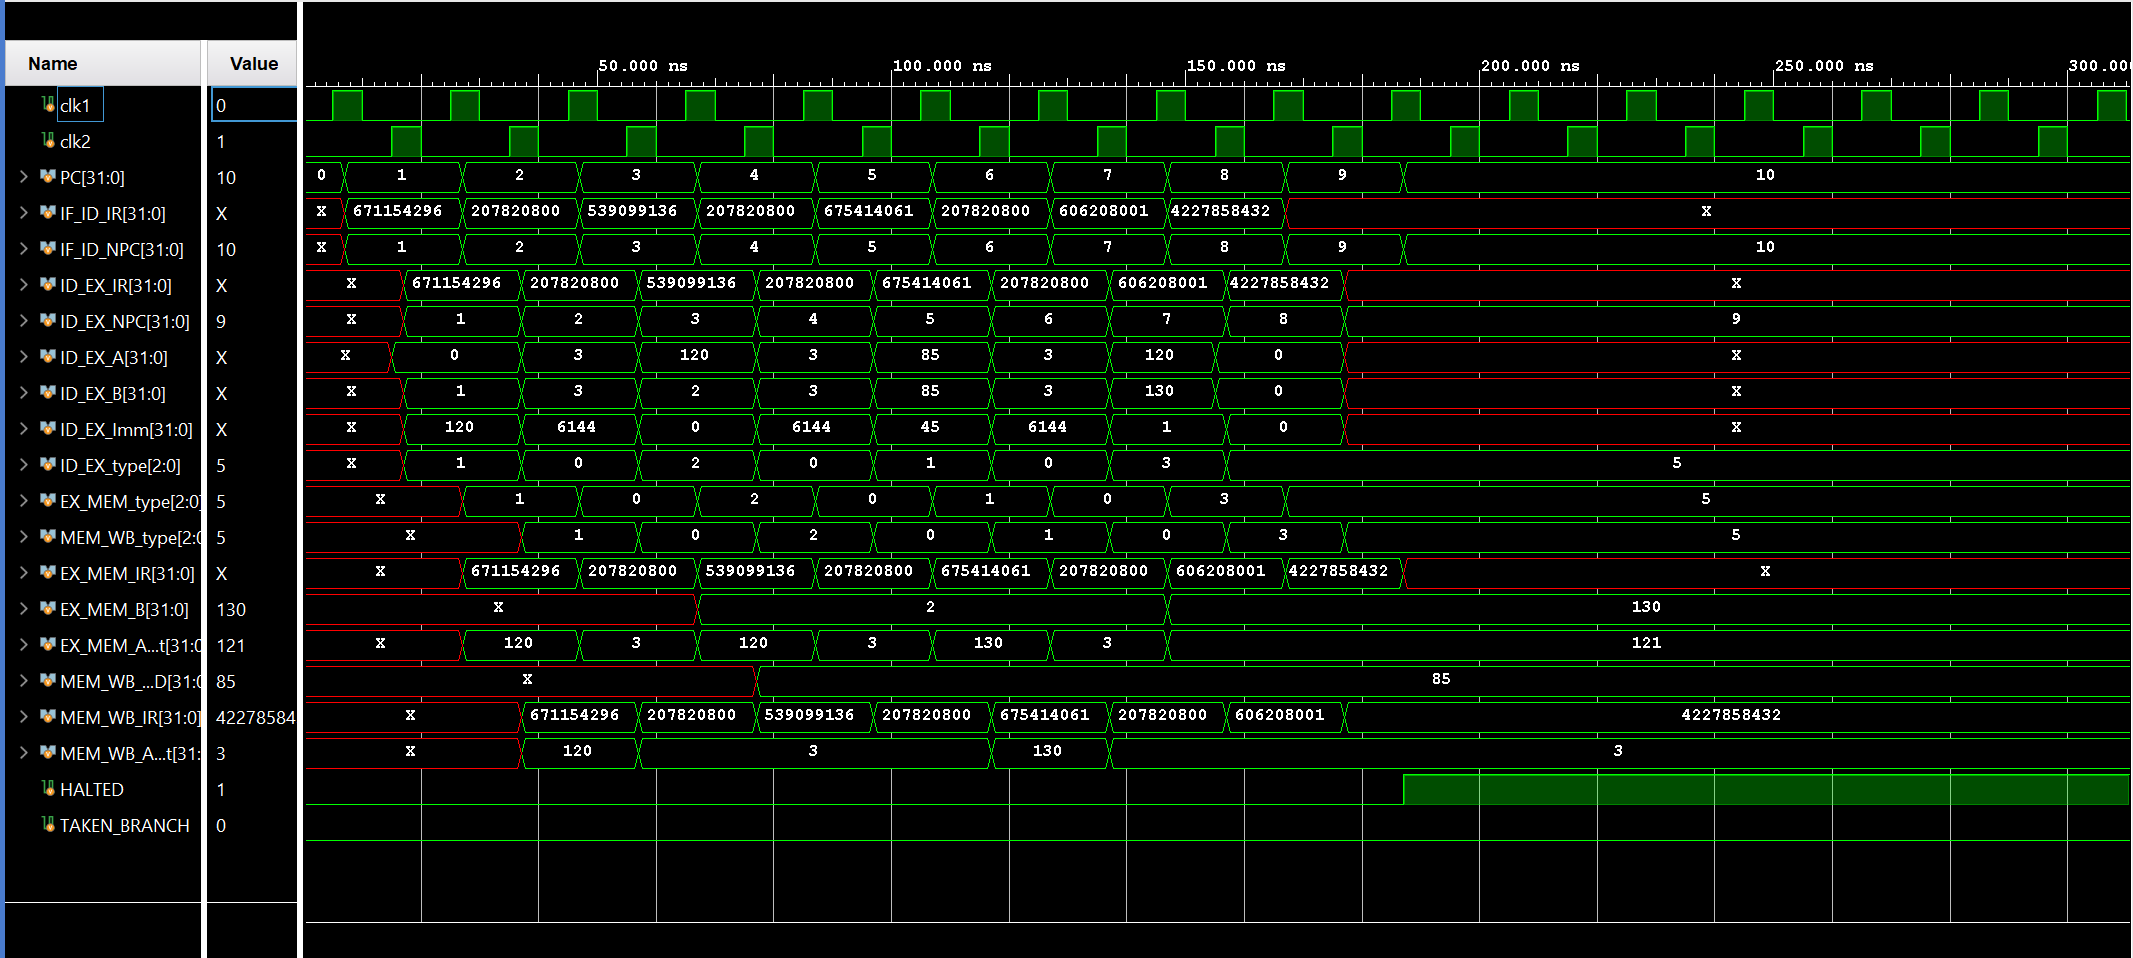 Name Value
50.000 ns 100.000 ns 150.000 ns 200.000 ns 250.000 ns 300.00
clk1 0
clk2 1
PC[31:0] 10 0 1 2 3 4 5 6 7 8 9 10
IF_ID_IR[31:0] X X 671154296 207820800 539099136 207820800 675414061 207820800 606208001 4227858432 X
IF_ID_NPC[31:0] 10 X 1 2 3 4 5 6 7 8 9 10
ID_EX_IR[31:0] X X 671154296 207820800 539099136 207820800 675414061 207820800 606208001 4227858432 X
ID_EX_NPC[31:0] 9 X 1 2 3 4 5 6 7 8 9
ID_EX_A[31:0] X X 0 3 120 3 85 3 120 0 X
ID_EX_B[31:0] X X 1 3 2 3 85 3 130 0 X
ID_EX_Imm[31:0] X X 120 6144 0 6144 45 6144 1 0 X
ID_EX_type[2:0] 5 X 1 0 2 0 1 0 3 5
EX_MEM_type[2:0] 5 X 1 0 2 0 1 0 3 5
MEM_WB_type[2:0 5 X 1 0 2 0 1 0 3 5
EX_MEM_IR[31:0] X X 671154296 207820800 539099136 207820800 675414061 207820800 606208001 4227858432 X
EX_MEM_B[31:0] 130 X 2 130
EX_MEM_A...t[31:0 121 X 120 3 120 3 130 3 121
MEM_WB_...D[31:0 85 X 85
MEM_WB_IR[31:0] 42278584 X 671154296 207820800 539099136 207820800 675414061 207820800 606208001 4227858432
MEM_WB_A...t[31: 3 X 120 3 130 3
HALTED 1
TAKEN_BRANCH 0